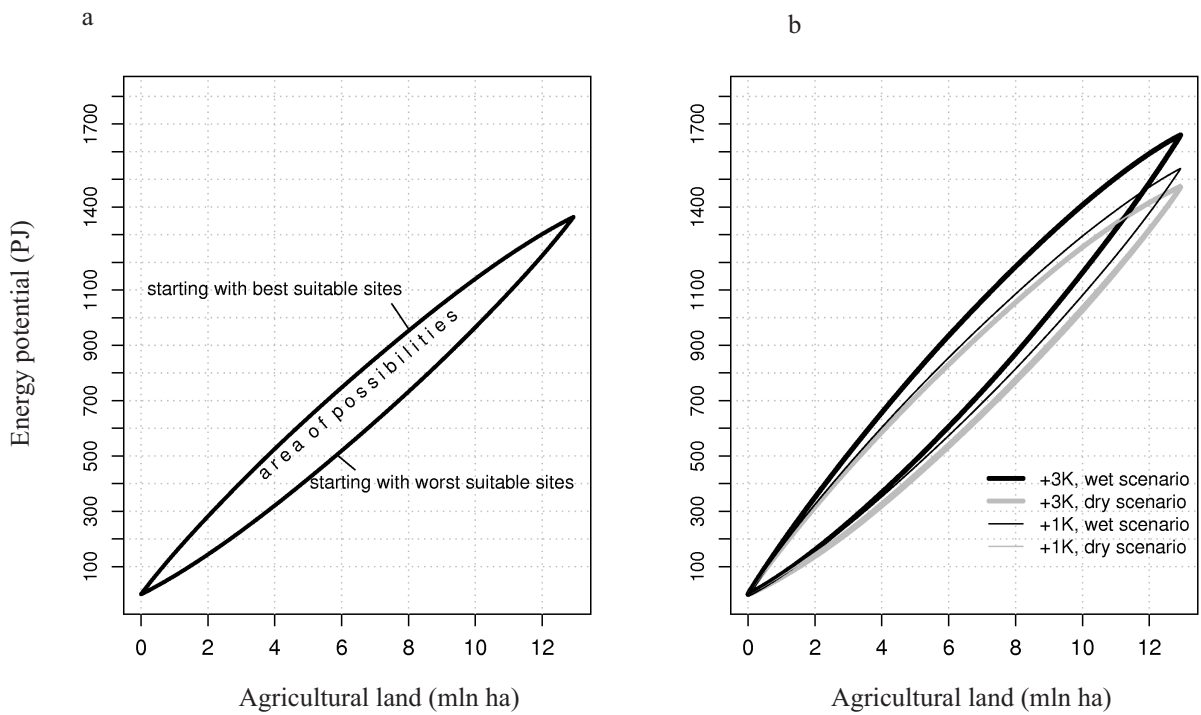 a
Energy potential (PJ)
1700
1400
1100
900
700
500
300
100
starting with best suitable sites
area of possibilities
starting with worst suitable sites
0 2 4 6 8 10 12
Agricultural land (mln ha)
b
1700
1400
1100
900
700
500
300
100
+3K, wet scenario
+3K, dry scenario
+1K, wet scenario
+1K, dry scenario
0 2 4 6 8 10 12
Agricultural land (mln ha)